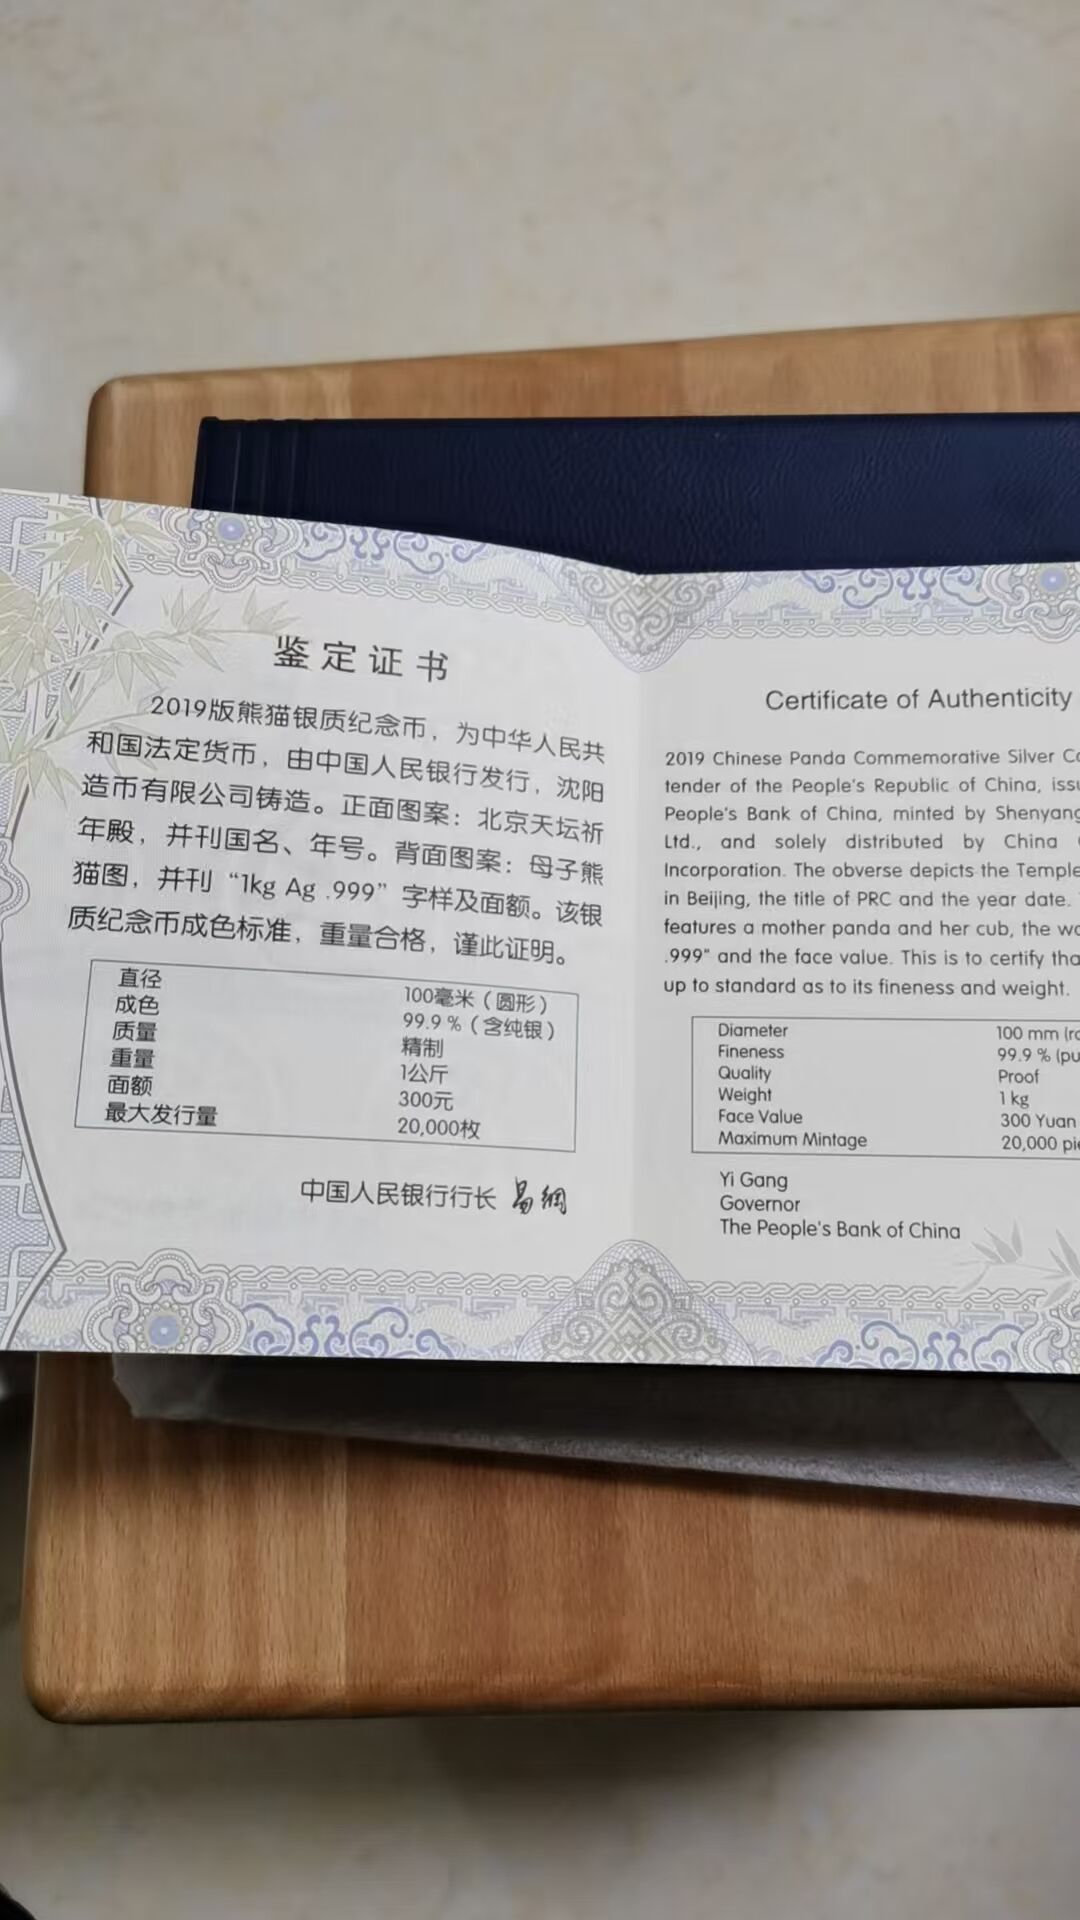 鉴定证书
2019版熊猫银质纪念币，为中华人民共
和国法定货币，由中国人民银行发行，沈阳
造币有限公司铸造。正面图案：北京天坛祈
年殿，并刊国名、年号。背面图案：母子熊
猫图，并刊“1kg Ag .999”字样及面额。该银
质纪念币成色标准，重量合格，谨此证明。
直径 100毫米（圆形）
成色 99.9％（含纯银）
质量 精制
重量 1公斤
面额 300元
最大发行量 20,000枚
中国人民银行行长 易纲
Certificate of Authenticity
2019 Chinese Panda Commemorative Silver Co
tender of the People's Republic of China, issu
People's Bank of China, minted by Shenyang
Ltd., and solely distributed by China
Incorporation. The obverse depicts the Temple
in Beijing, the title of PRC and the year date.
features a mother panda and her cub, the wo
.999" and the face value. This is to certify tha
up to standard as to its fineness and weight.
Diameter 100 mm (ro
Fineness 99.9 % (pu
Quality Proof
Weight 1 kg
Face Value 300 Yuan
Maximum Mintage 20,000 pie
Yi Gang
Governor
The People's Bank of China